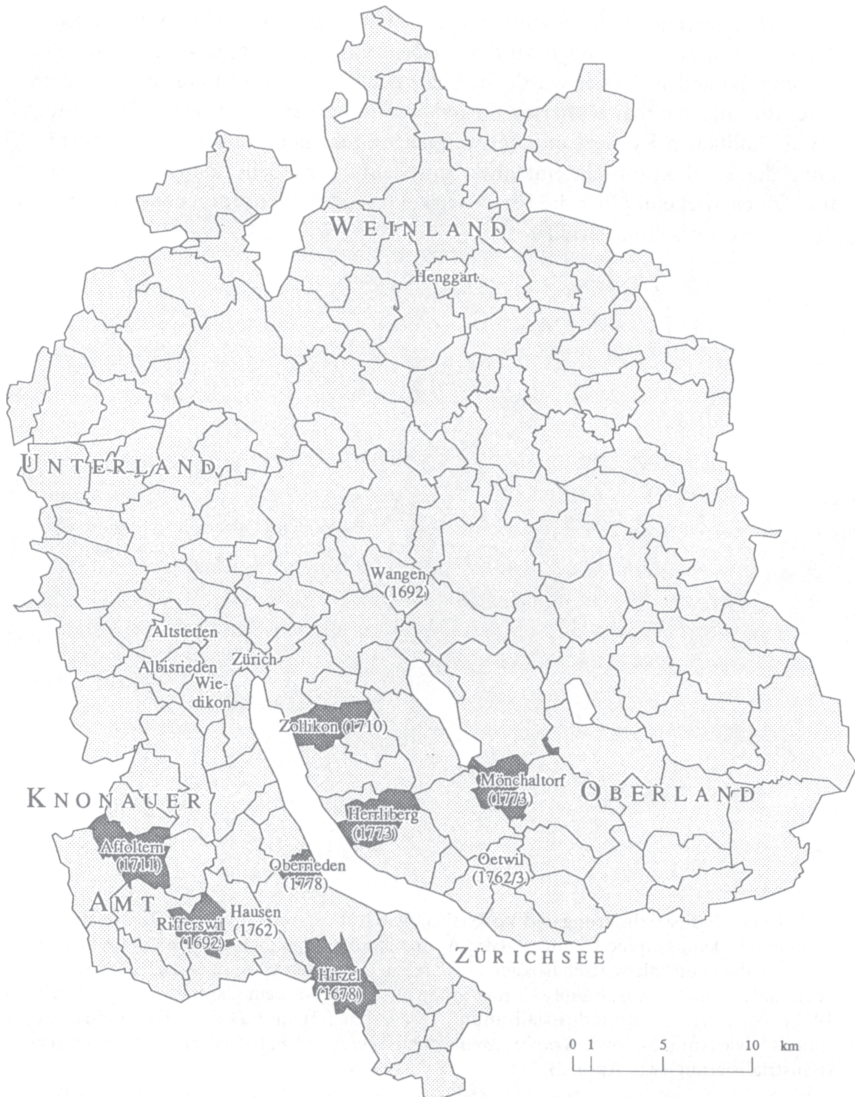 WEINLAND
Henggart
UNTERLAND
Wangen
(1692)
Altstetten
Albisrieden
Zürich
Wie-
dikon
Zollikon (1710)
KNONAUER
Mönchaltorf
(1773)
OBERLAND
Herrliberg
(1773)
Affoltern
(1711)
Oberrieden
(1778)
Oetwil
(1762/3)
AMT
Rifferswil
(1692)
Hausen
(1762)
ZÜRICHSEE
Hirzel
(1678)
0 1 5 10 km